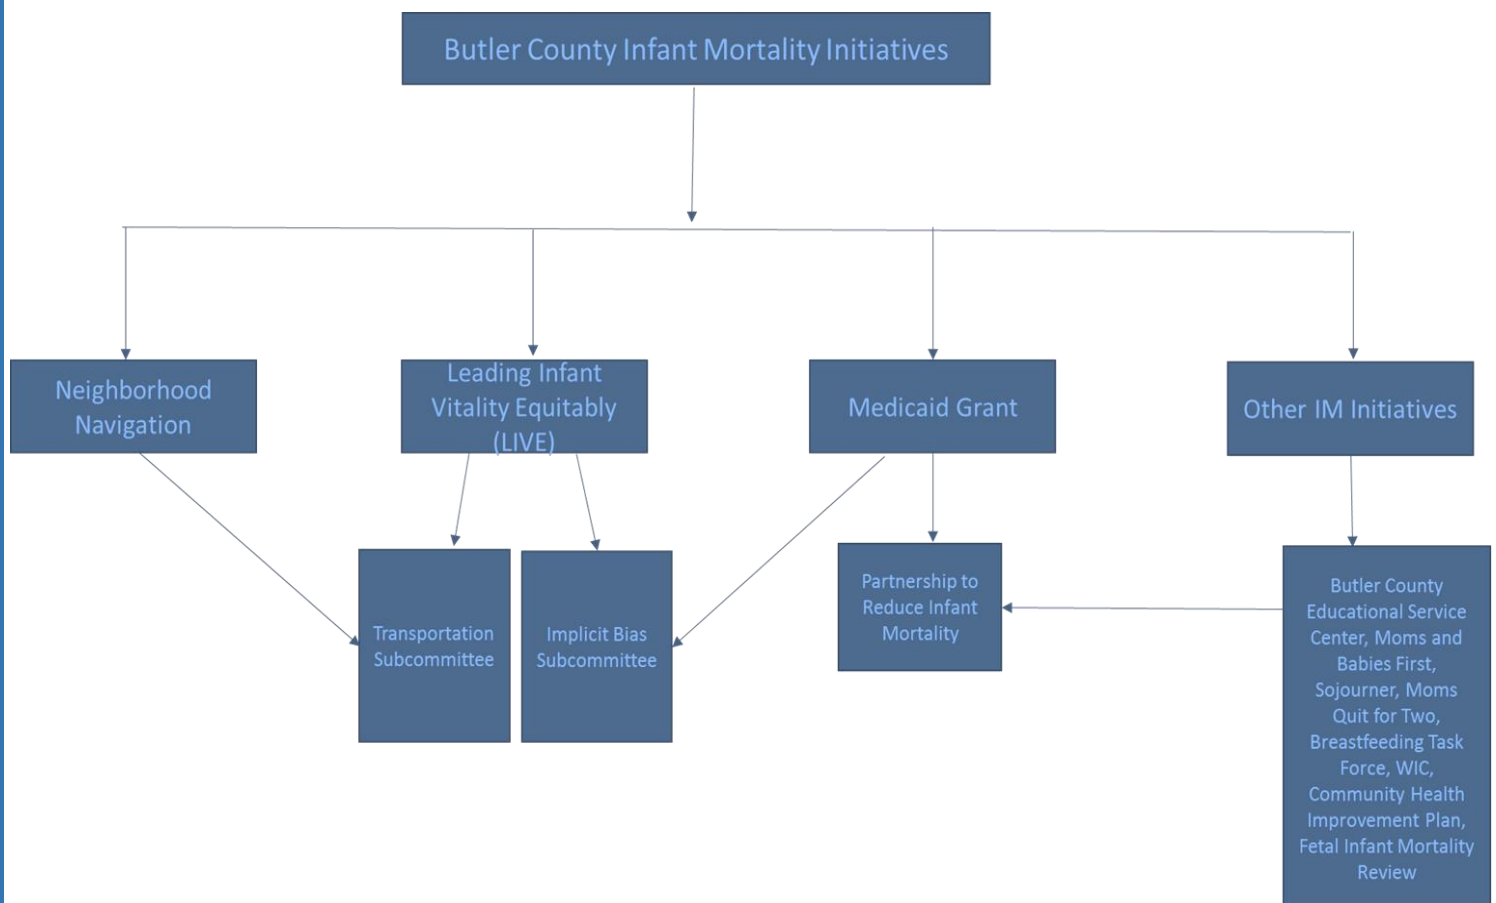 Butler County Infant Mortality Initiatives
Neighborhood
Navigation
Leading Infant
Vitality Equitably
(LIVE)
Medicaid Grant
Other IM Initiatives
Transportation
Subcommittee
Implicit Bias
Subcommittee
Partnership to
Reduce Infant
Mortality
Butler County
Educational Service
Center, Moms and
Babies First,
Sojourner, Moms
Quit for Two,
Breastfeeding Task
Force, WIC,
Community Health
Improvement Plan,
Fetal Infant Mortality
Review